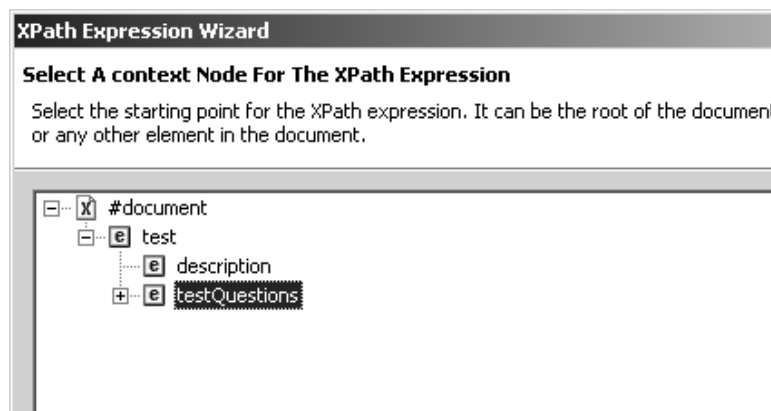 XPath Expression Wizard
Select A context Node For The XPath Expression
Select the starting point for the XPath expression. It can be the root of the document
or any other element in the document.
#document
e test
e description
e testQuestions